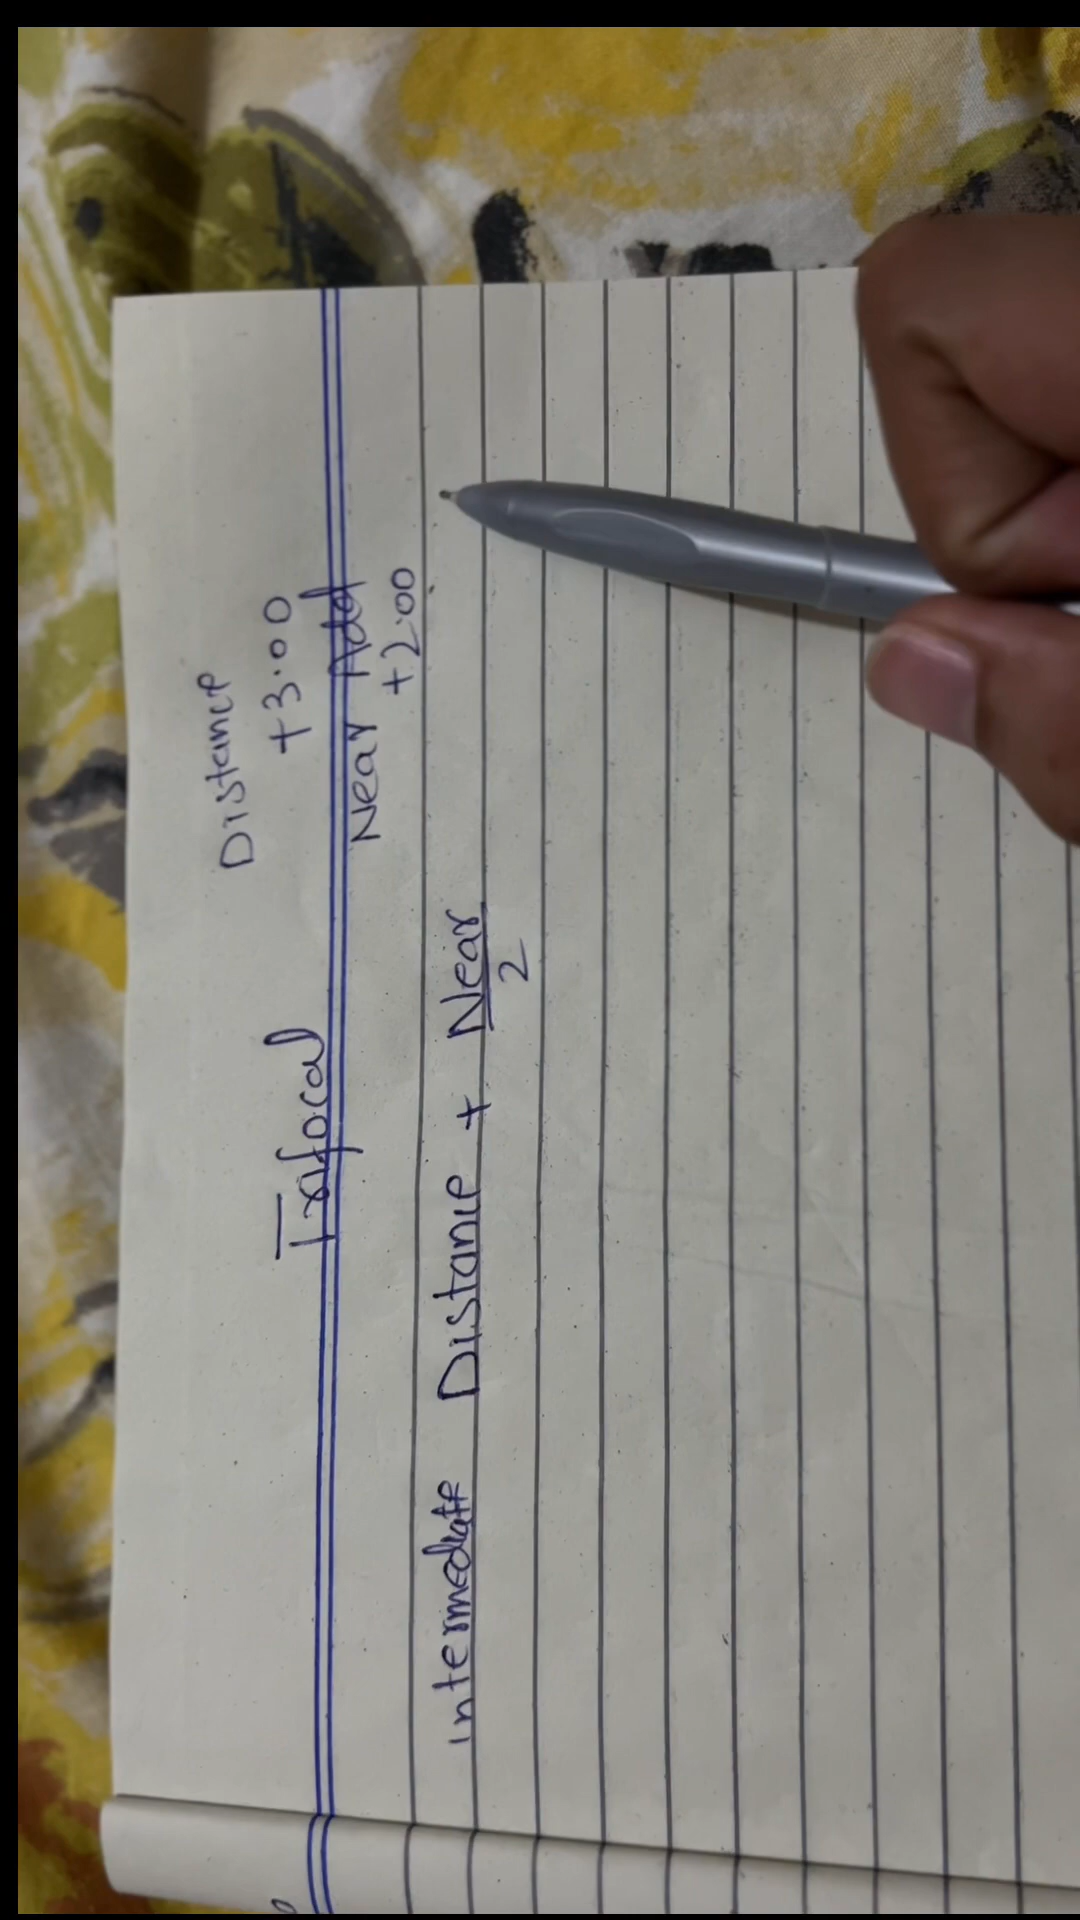 Distance
+3.00
Trifocal
Near Add
+2.00
Intermediate Distance + Near
2